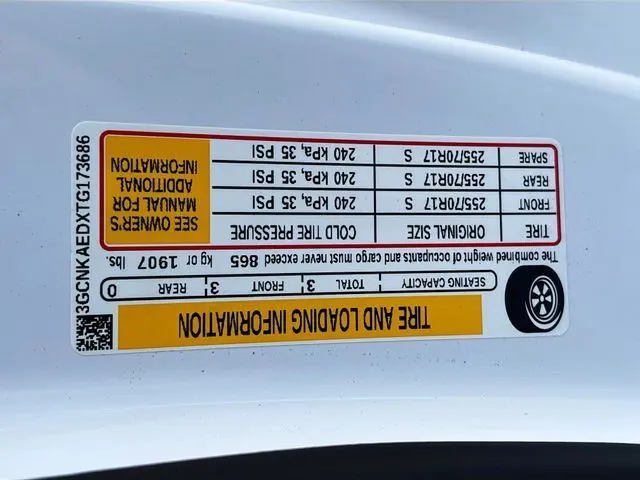 TIRE AND LOADING INFORMATION
SEATING CAPACITY TOTAL 3 FRONT 3 REAR 0
The combined weight of occupants and cargo must never exceed 865 kg or 1907 lbs.
TIRE ORIGINAL SIZE COLD TIRE PRESSURE
FRONT 255/70R17 S 240 kPa, 35 PSI
REAR 255/70R17 S 240 kPa, 35 PSI
SPARE 255/70R17 S 240 kPa, 35 PSI
SEE OWNER'S
MANUAL FOR
ADDITIONAL
INFORMATION
3GCNKAEDXTG173686